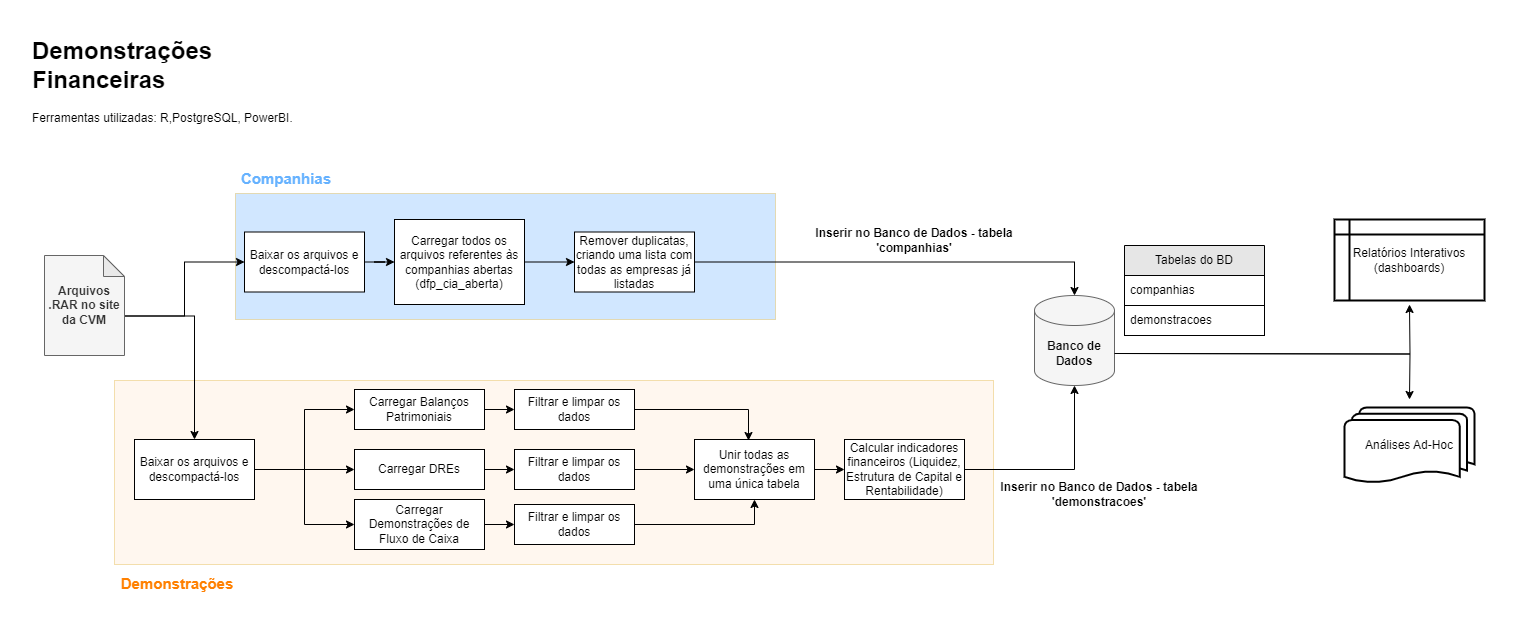 Demonstrações
Financeiras
Ferramentas utilizadas: R,PostgreSQL, PowerBI.
Companhias
Baixar os arquivos e
descompactá-los
Carregar todos os
arquivos referentes às
companhias abertas
(dfp_cia_aberta)
Remover duplicatas,
criando uma lista com
todas as empresas já
listadas
Inserir no Banco de Dados - tabela
'companhias'
Arquivos
.RAR no site
da CVM
Tabelas do BD
companhias
demonstracoes
Relatórios Interativos
(dashboards)
Banco de
Dados
Baixar os arquivos e
descompactá-los
Carregar Balanços
Patrimoniais
Filtrar e limpar os
dados
Carregar DREs
Filtrar e limpar os
dados
Carregar
Demonstrações de
Fluxo de Caixa
Filtrar e limpar os
dados
Unir todas as
demonstrações em
uma única tabela
Calcular indicadores
financeiros (Liquidez,
Estrutura de Capital e
Rentabilidade)
Inserir no Banco de Dados - tabela
'demonstracoes'
Análises Ad-Hoc
Demonstrações